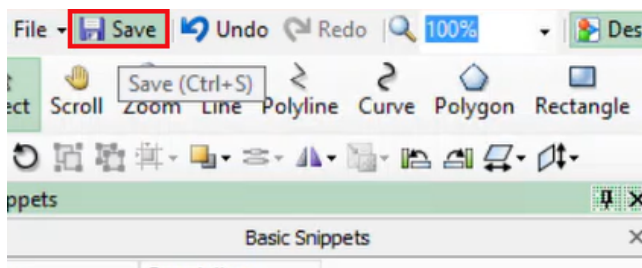 File Save Undo Redo 100% Des
Save (Ctrl+S)
ect Scroll Zoom Line Polyline Curve Polygon Rectangle
ppets
Basic Snippets